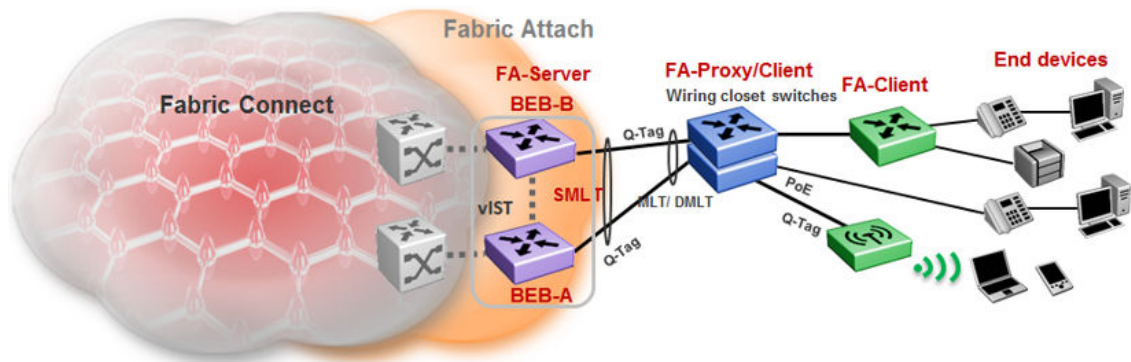 Fabric Attach
Fabric Connect
FA-Server
BEB-B
vIST
SMLT
BEB-A
Q-Tag
Q-Tag
MLT/ DMLT
FA-Proxy/Client
Wiring closet switches
FA-Client
End devices
PoE
Q-Tag